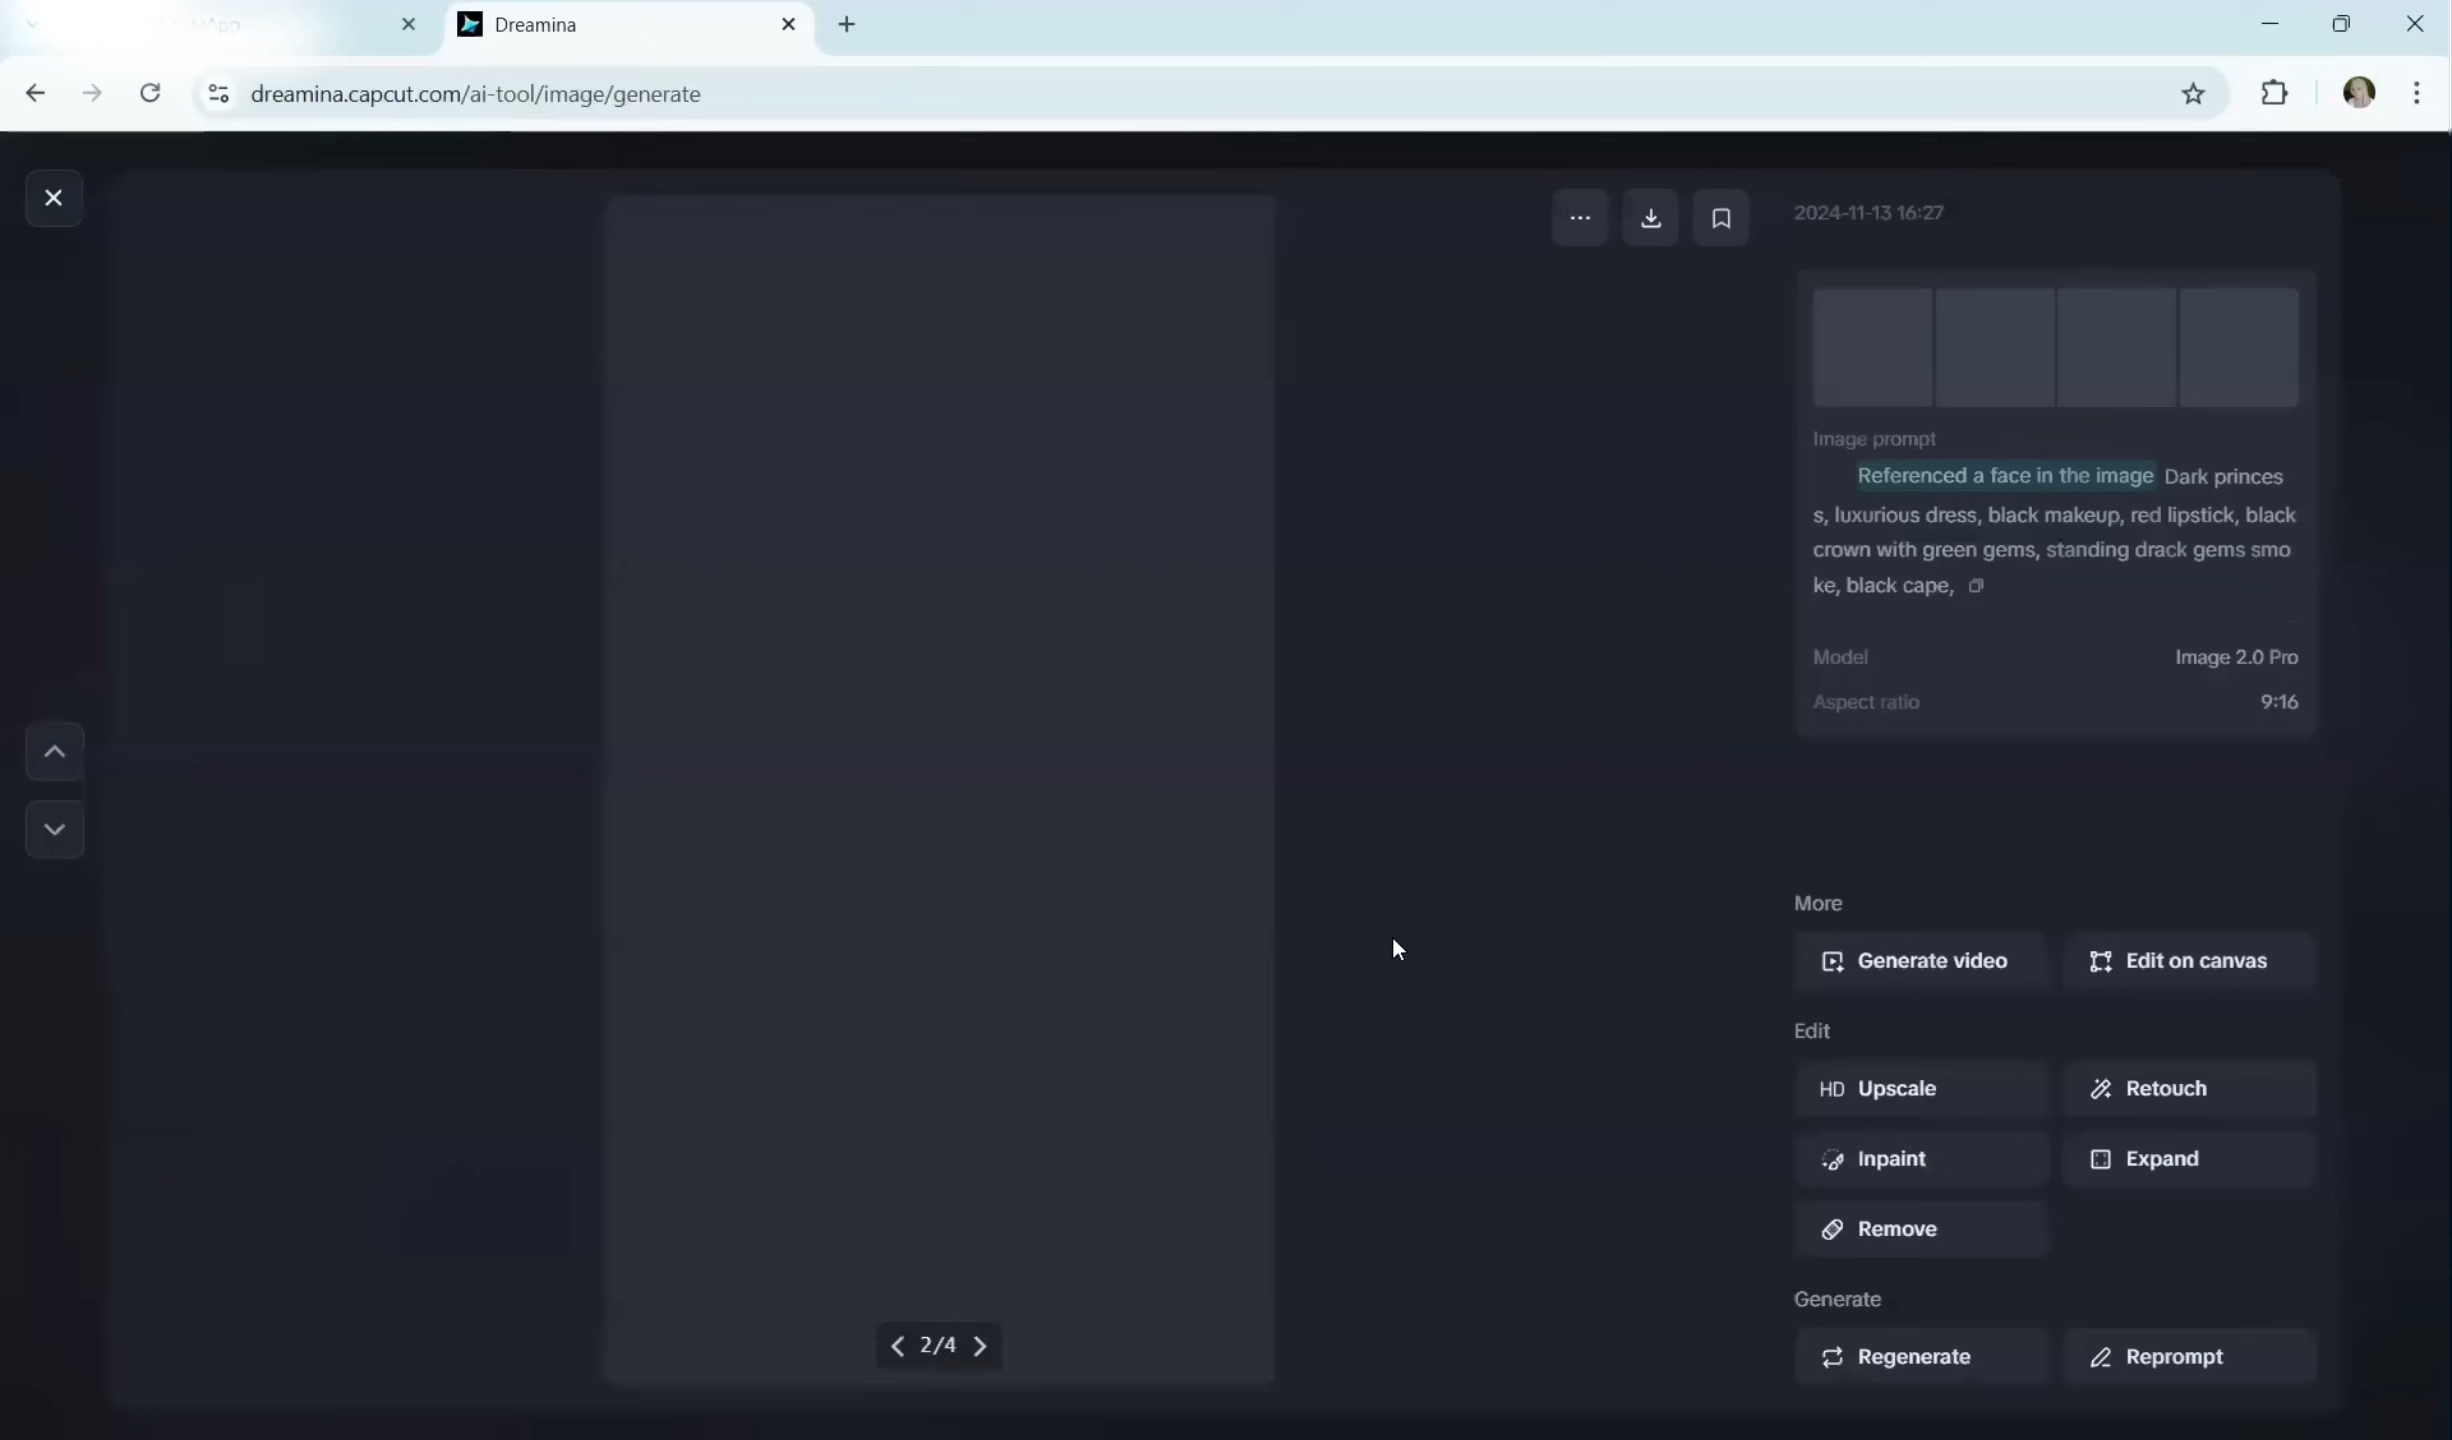 Dreamina
dreamina.capcut.com/ai-tool/image/generate
2024-11-13 16:27
Image prompt
Referenced a face in the image Dark princes
s, luxurious dress, black makeup, red lipstick, black
crown with green gems, standing drack gems smo
ke, black cape,
Model Image 2.0 Pro
Aspect ratio 9:16
More
Generate video Edit on canvas
Edit
HD Upscale Retouch
Inpaint Expand
Remove
Generate
2/4
Regenerate Reprompt